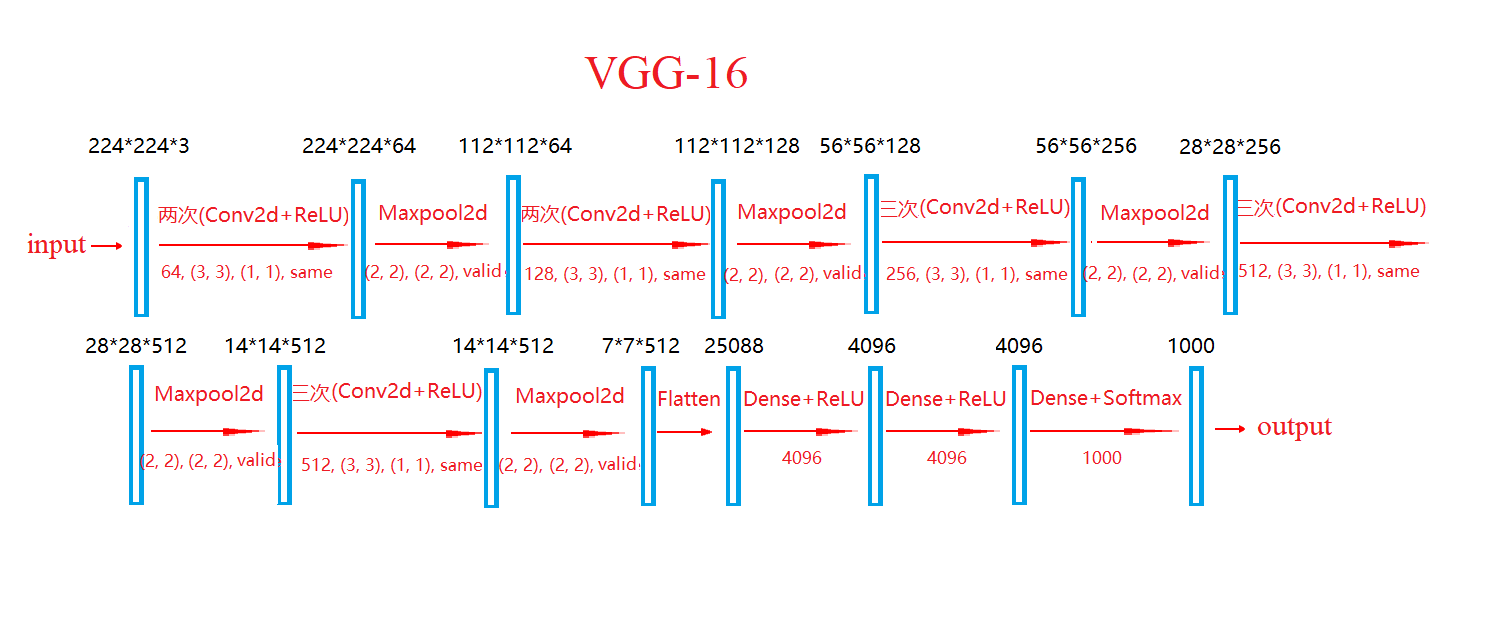 VGG-16
224*224*3
224*224*64
112*112*64
112*112*128
56*56*128
56*56*256
28*28*256
input
两次(Conv2d+ReLU)
64, (3, 3), (1, 1), same
Maxpool2d
(2, 2), (2, 2), valid
两次(Conv2d+ReLU)
128, (3, 3), (1, 1), same
Maxpool2d
(2, 2), (2, 2), valid
三次(Conv2d+ReLU)
256, (3, 3), (1, 1), same
Maxpool2d
(2, 2), (2, 2), valid
三次(Conv2d+ReLU)
512, (3, 3), (1, 1), same
28*28*512
14*14*512
14*14*512
7*7*512
25088
4096
4096
1000
Maxpool2d
(2, 2), (2, 2), valid
三次(Conv2d+ReLU)
512, (3, 3), (1, 1), same
Maxpool2d
(2, 2), (2, 2), valid
Flatten
Dense+ReLU
4096
Dense+ReLU
4096
Dense+Softmax
1000
output